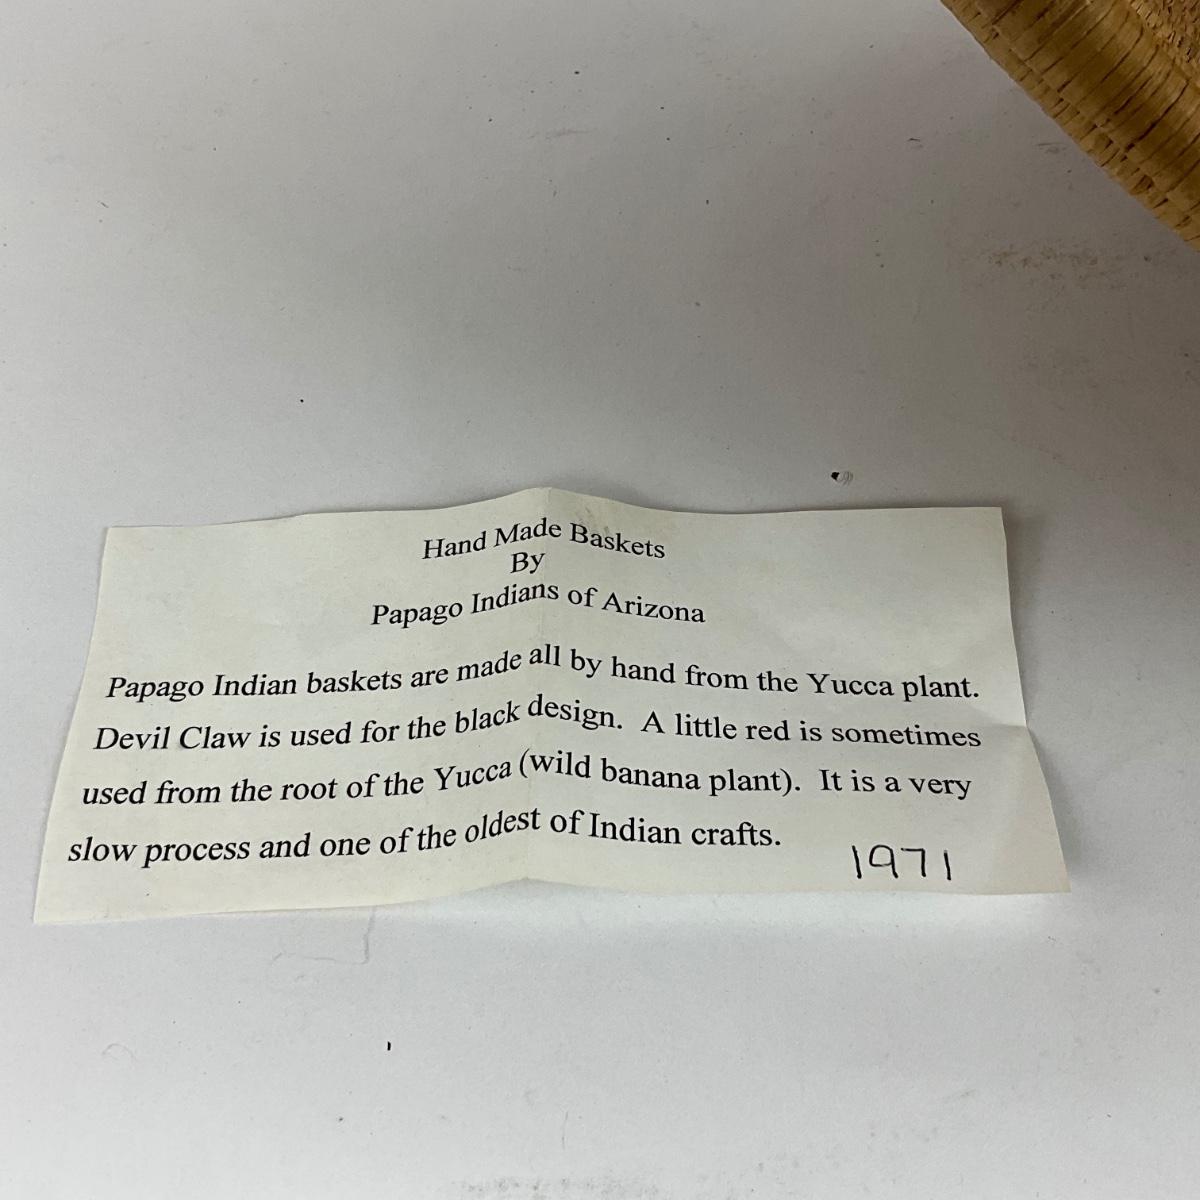 Hand Made Baskets
By
Papago Indians of Arizona
Papago Indian baskets are made all by hand from the Yucca plant.
Devil Claw is used for the black design. A little red is sometimes
used from the root of the Yucca (wild banana plant). It is a very
slow process and one of the oldest of Indian crafts.
1971